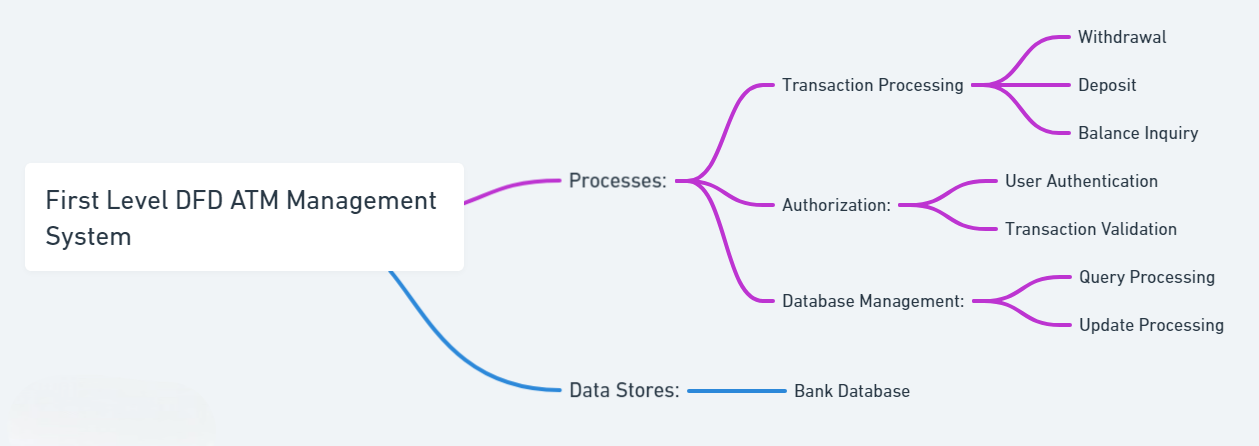 First Level DFD ATM Management
System
Processes:
Transaction Processing
Withdrawal
Deposit
Balance Inquiry
Authorization:
User Authentication
Transaction Validation
Database Management:
Query Processing
Update Processing
Data Stores:
Bank Database